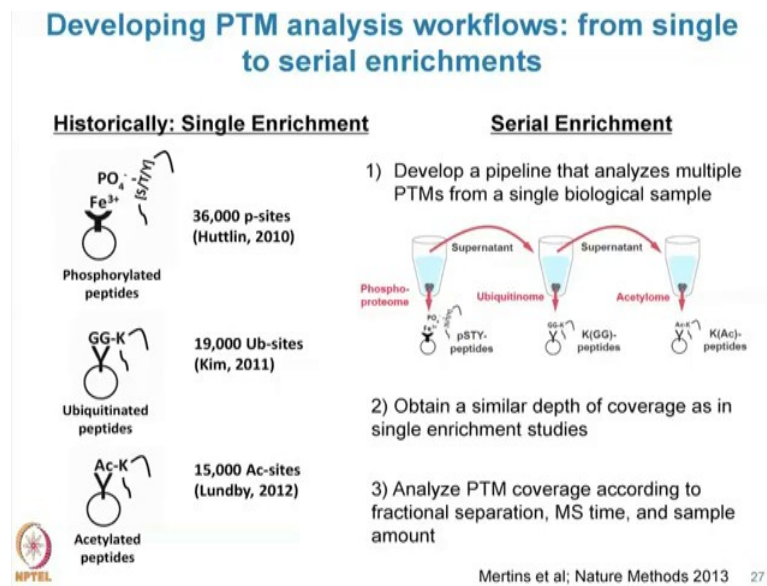 Developing PTM analysis workflows: from single
to serial enrichments
Historically: Single Enrichment
PO4
Fe3+
Phosphorylated
peptides
36,000 p-sites
(Huttlin, 2010)
GG-K
Ubiquitinated
peptides
19,000 Ub-sites
(Kim, 2011)
Ac-K
Acetylated
peptides
15,000 Ac-sites
(Lundby, 2012)
Serial Enrichment
1) Develop a pipeline that analyzes multiple
PTMs from a single biological sample
Supernatant
Supernatant
Phospho-
proteome
Ubiquitinome
Acetylome
PO4
pSTY-
peptides
GG-K
K(GG)-
peptides
Ac-K
K(Ac)-
peptides
2) Obtain a similar depth of coverage as in
single enrichment studies
3) Analyze PTM coverage according to
fractional separation, MS time, and sample
amount
NPTEL
Mertins et al; Nature Methods 2013 27